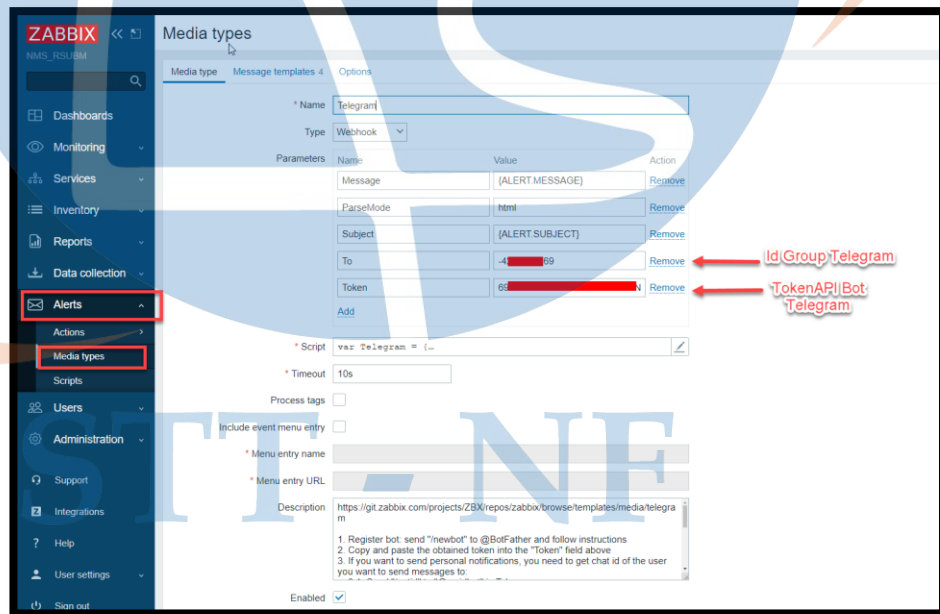 ZABBIX
NMS_RSUBM
Dashboards
Monitoring
Services
Inventory
Reports
Data collection
Alerts
Actions
Media types
Scripts
Users
Administration
Support
Integrations
Help
User settings
Sign out
Media types
Media type Message templates 4 Options
* Name Telegram
Type Webhook
Parameters Name Value Action
Message {ALERT.MESSAGE} Remove
ParseMode html Remove
Subject {ALERT.SUBJECT} Remove
To 69 Remove
Token 69 N Remove
Add
Id Group Telegram
TokenAPI Bot
Telegram
* Script var Telegram = {…
* Timeout 10s
Process tags
Include event menu entry
* Menu entry name
* Menu entry URL
Description https://git.zabbix.com/projects/ZBX/repos/zabbix/browse/templates/media/telegra
m
1. Register bot: send "/newbot" to @BotFather and follow instructions
2. Copy and paste the obtained token into the "Token" field above
3. If you want to send personal notifications, you need to get chat id of the user
you want to send messages to:
Enabled
STT - NF